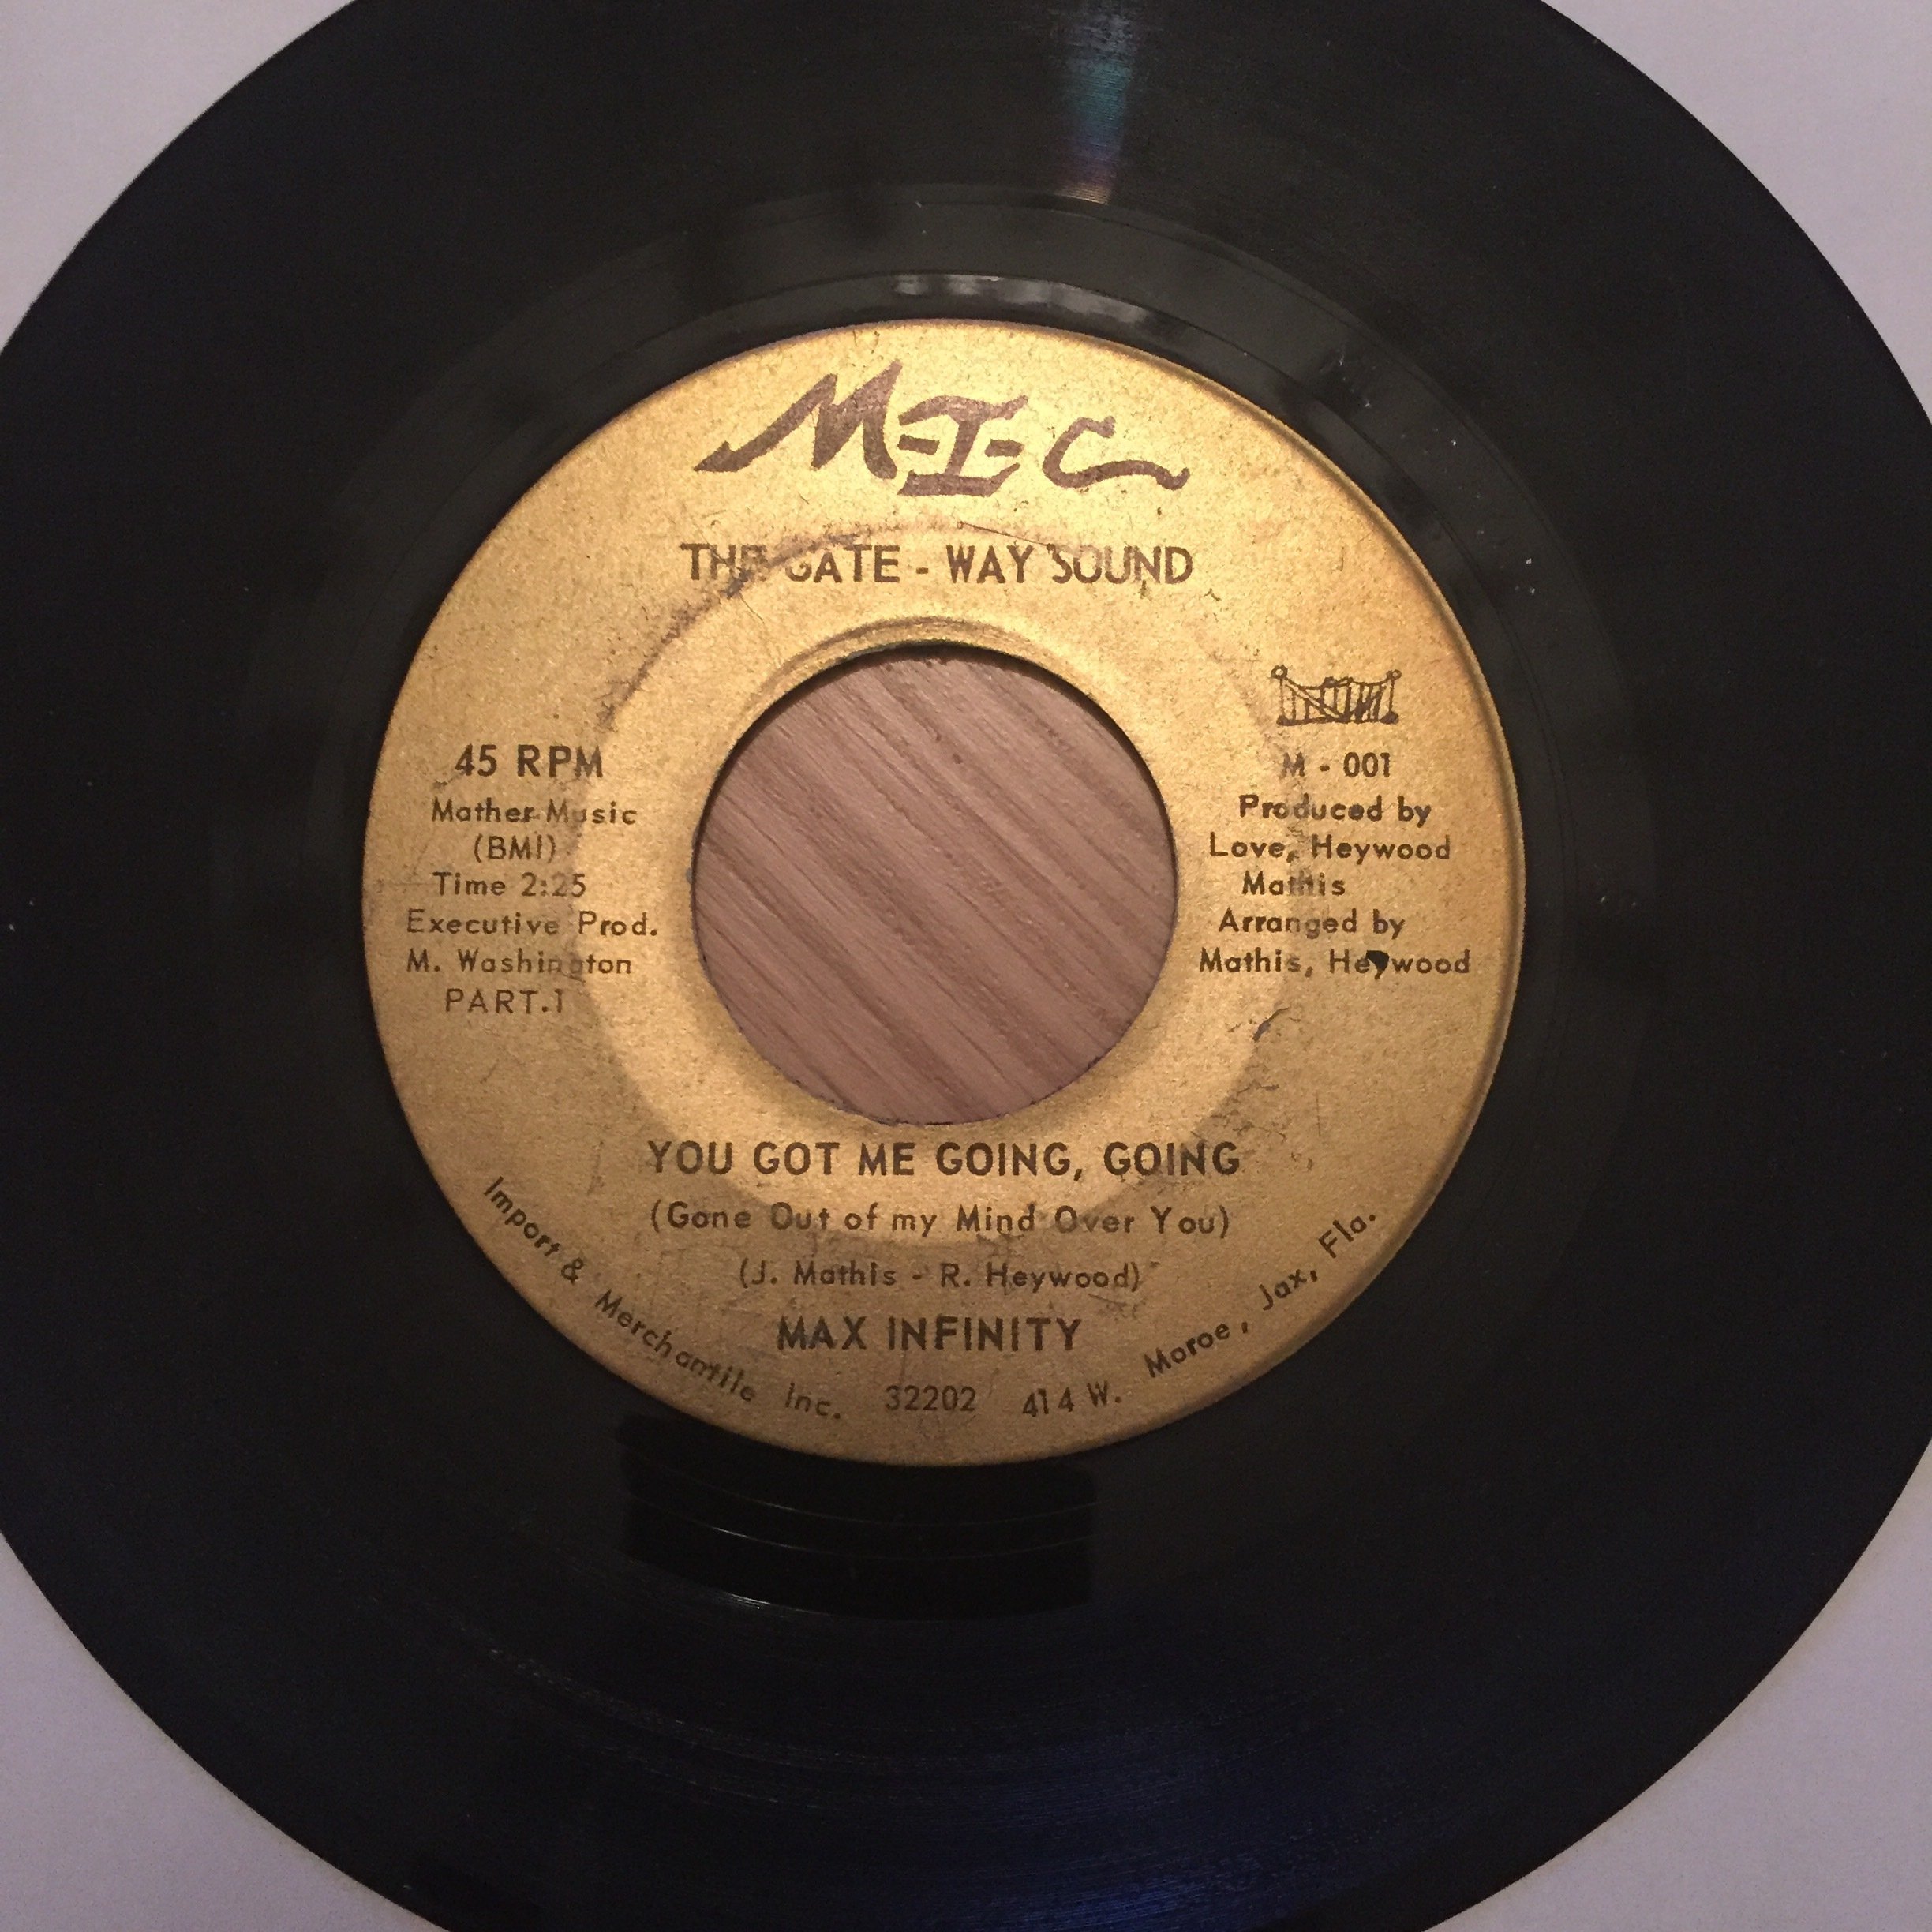 M-I-C
THE GATE - WAY SOUND
45 RPM
Mather Music
(BMI)
Time 2:25
Executive Prod.
M. Washington
PART.1
M - 001
Produced by
Love, Heywood
Mathis
Arranged by
Mathis, Heywood
YOU GOT ME GOING, GOING
(Gone Out of my Mind Over You)
(J. Mathis - R. Heywood)
MAX INFINITY
Import & Merchantile Inc. 32202 414 W. Moroe, Jax, Fla.